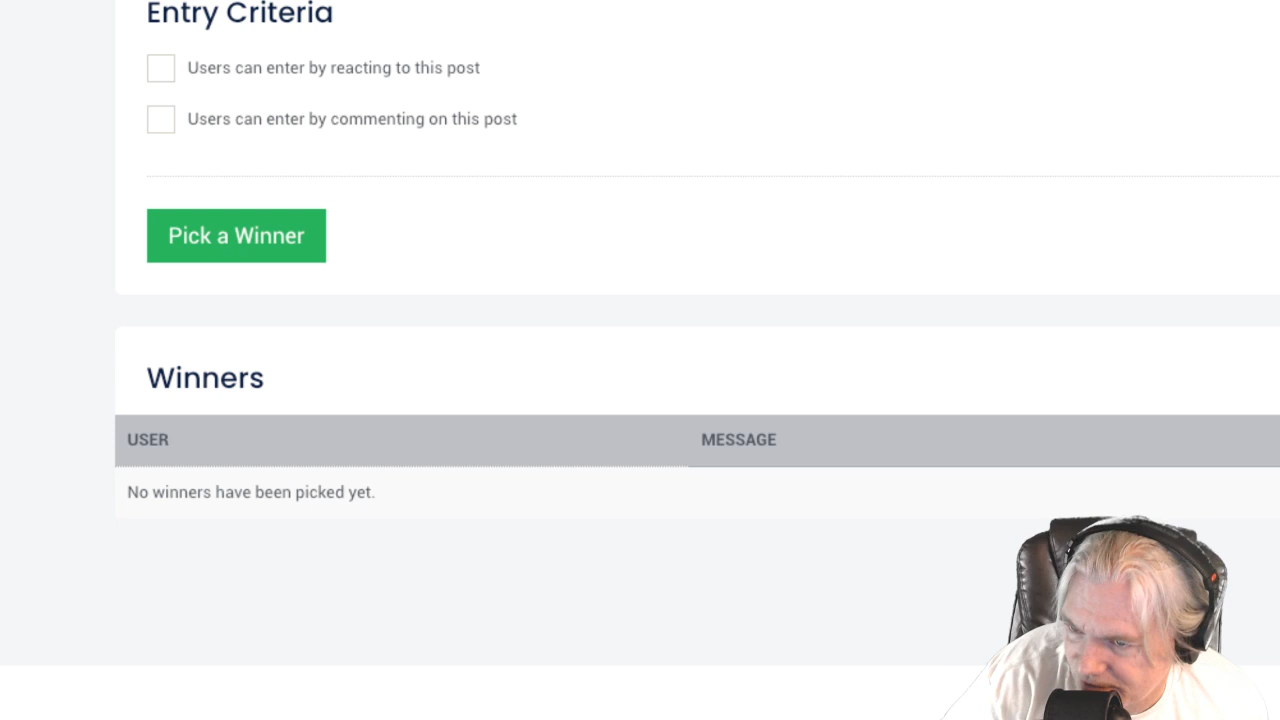 Entry Criteria
Users can enter by reacting to this post
Users can enter by commenting on this post
Pick a Winner
Winners
USER MESSAGE
No winners have been picked yet.